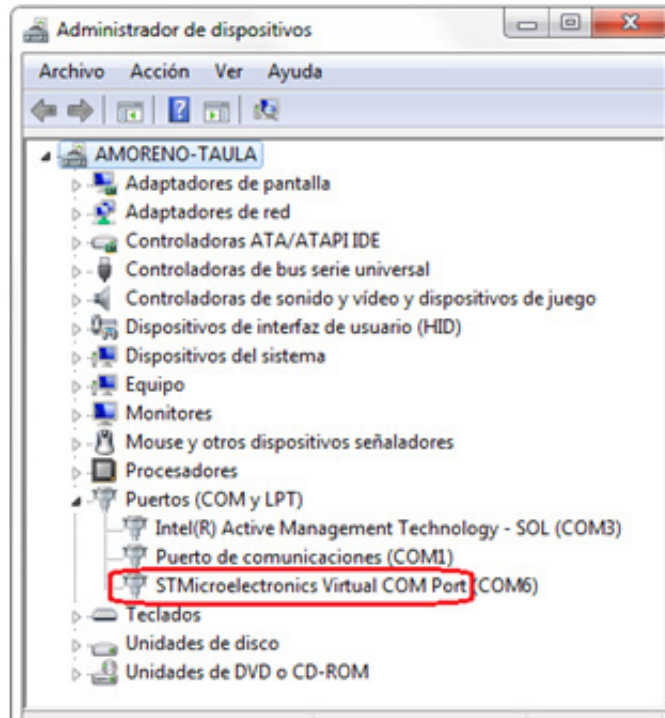 Administrador de dispositivos
Archivo Acción Ver Ayuda
AMORENO-TAULA
Adaptadores de pantalla
Adaptadores de red
Controladoras ATA/ATAPI IDE
Controladoras de bus serie universal
Controladoras de sonido y vídeo y dispositivos de juego
Dispositivos de interfaz de usuario (HID)
Dispositivos del sistema
Equipo
Monitores
Mouse y otros dispositivos señaladores
Procesadores
Puertos (COM y LPT)
Intel(R) Active Management Technology - SOL (COM3)
Puerto de comunicaciones (COM1)
STMicroelectronics Virtual COM Port (COM6)
Teclados
Unidades de disco
Unidades de DVD o CD-ROM